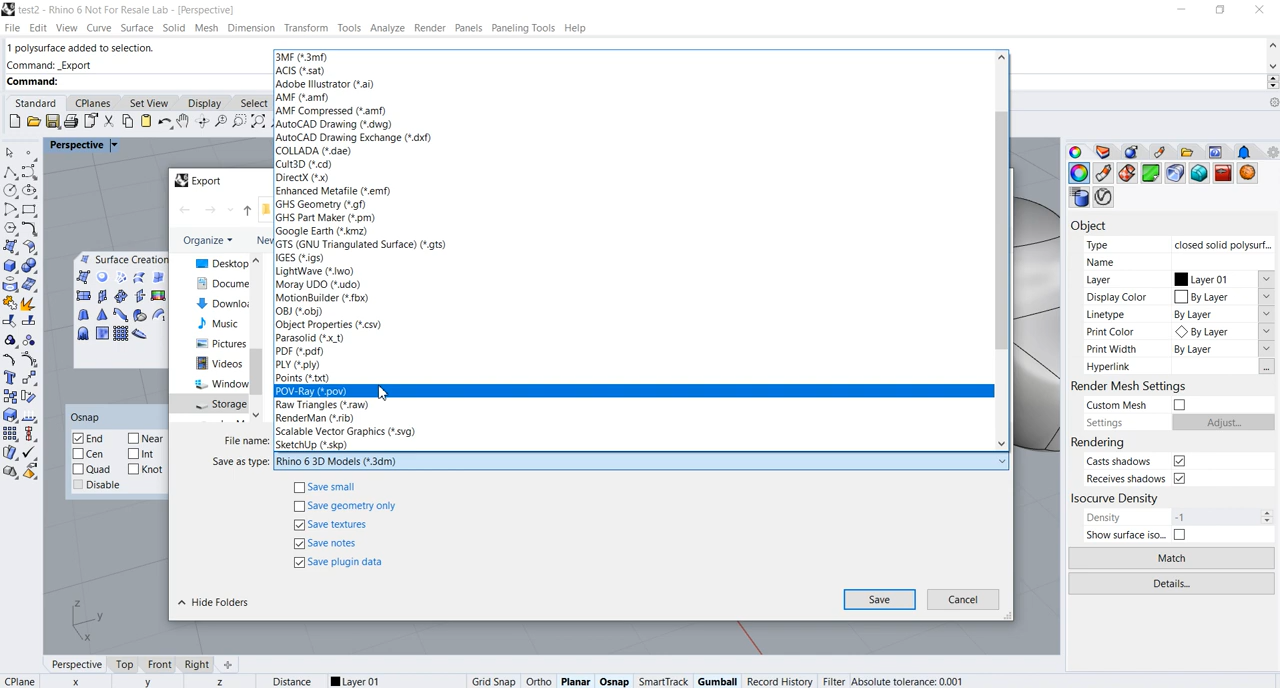 test2 - Rhino 6 Not For Resale Lab - [Perspective]
File Edit View Curve Surface Solid Mesh Dimension Transform Tools Analyze Render Panels Paneling Tools Help
1 polysurface added to selection.
Command: _Export
Command:
Standard CPlanes Set View Display Select
Perspective
Export
Organize
Desktop
Docume
Downlo
Music
Pictures
Videos
Window
Storage
3MF (*.3mf)
ACIS (*.sat)
Adobe Illustrator (*.ai)
AMF (*.amf)
AMF Compressed (*.amf)
AutoCAD Drawing (*.dwg)
AutoCAD Drawing Exchange (*.dxf)
COLLADA (*.dae)
Cult3D (*.cd)
DirectX (*.x)
Enhanced Metafile (*.emf)
GHS Geometry (*.gf)
GHS Part Maker (*.pm)
Google Earth (*.kmz)
GTS (GNU Triangulated Surface) (*.gts)
IGES (*.igs)
LightWave (*.lwo)
Moray UDO (*.udo)
MotionBuilder (*.fbx)
OBJ (*.obj)
Object Properties (*.csv)
Parasolid (*.x_t)
PDF (*.pdf)
PLY (*.ply)
Points (*.txt)
POV-Ray (*.pov)
Raw Triangles (*.raw)
RenderMan (*.rib)
Scalable Vector Graphics (*.svg)
SketchUp (*.skp)
File name:
Save as type: Rhino 6 3D Models (*.3dm)
Save small
Save geometry only
Save textures
Save notes
Save plugin data
Hide Folders
Save
Cancel
Surface Creation
Osnap
End Near
Cen Int
Quad Knot
Disable
Object
Type closed solid polysurf...
Name
Layer Layer 01
Display Color By Layer
Linetype By Layer
Print Color By Layer
Print Width By Layer
Hyperlink ...
Render Mesh Settings
Custom Mesh
Settings Adjust...
Rendering
Casts shadows
Receives shadows
Isocurve Density
Density -1
Show surface iso...
Match
Details...
z
y
x
Perspective Top Front Right
CPlane x y z Distance Layer 01 Grid Snap Ortho Planar Osnap SmartTrack Gumball Record History Filter Absolute tolerance: 0.001